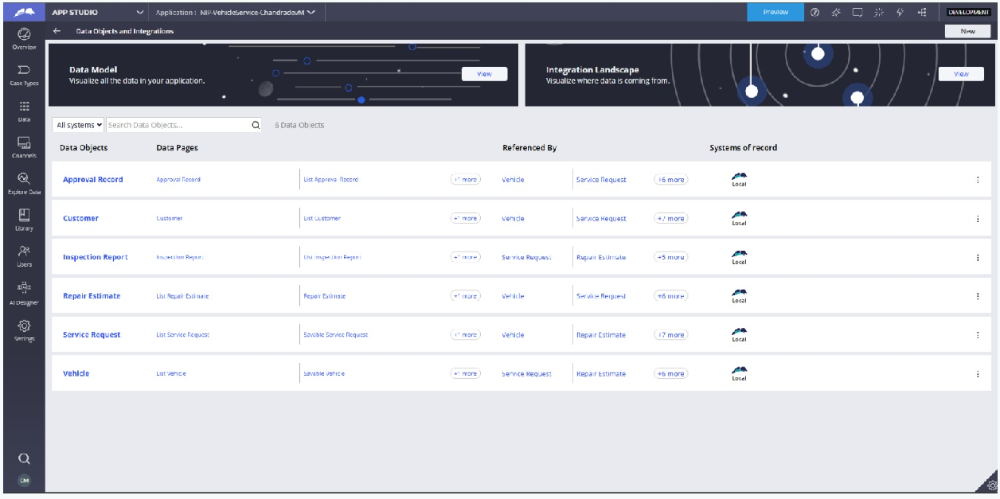 APP STUDIO Application : NIP-VehicleService-ChandradevM Preview DEVELOPMENT
Data Objects and Integrations New
Overview
Case Types
Data
Channels
Explore Data
Library
Users
AI Designer
Settings
CM
Data Model
Visualize all the data in your application.
View
Integration Landscape
Visualize where data is coming from.
View
All systems Search Data Objects... 6 Data Objects
Data Objects Data Pages Referenced By Systems of record
Approval Record Approval Record List Approval Record +1 more Vehicle Service Request +6 more Local
Customer Customer List Customer +1 more Vehicle Service Request +7 more Local
Inspection Report Inspection Report List Inspection Report +1 more Service Request Repair Estimate +5 more Local
Repair Estimate List Repair Estimate Repair Estimate +1 more Vehicle Service Request +6 more Local
Service Request List Service Request Savable Service Request +1 more Vehicle Repair Estimate +7 more Local
Vehicle List Vehicle Savable Vehicle +1 more Service Request Repair Estimate +6 more Local